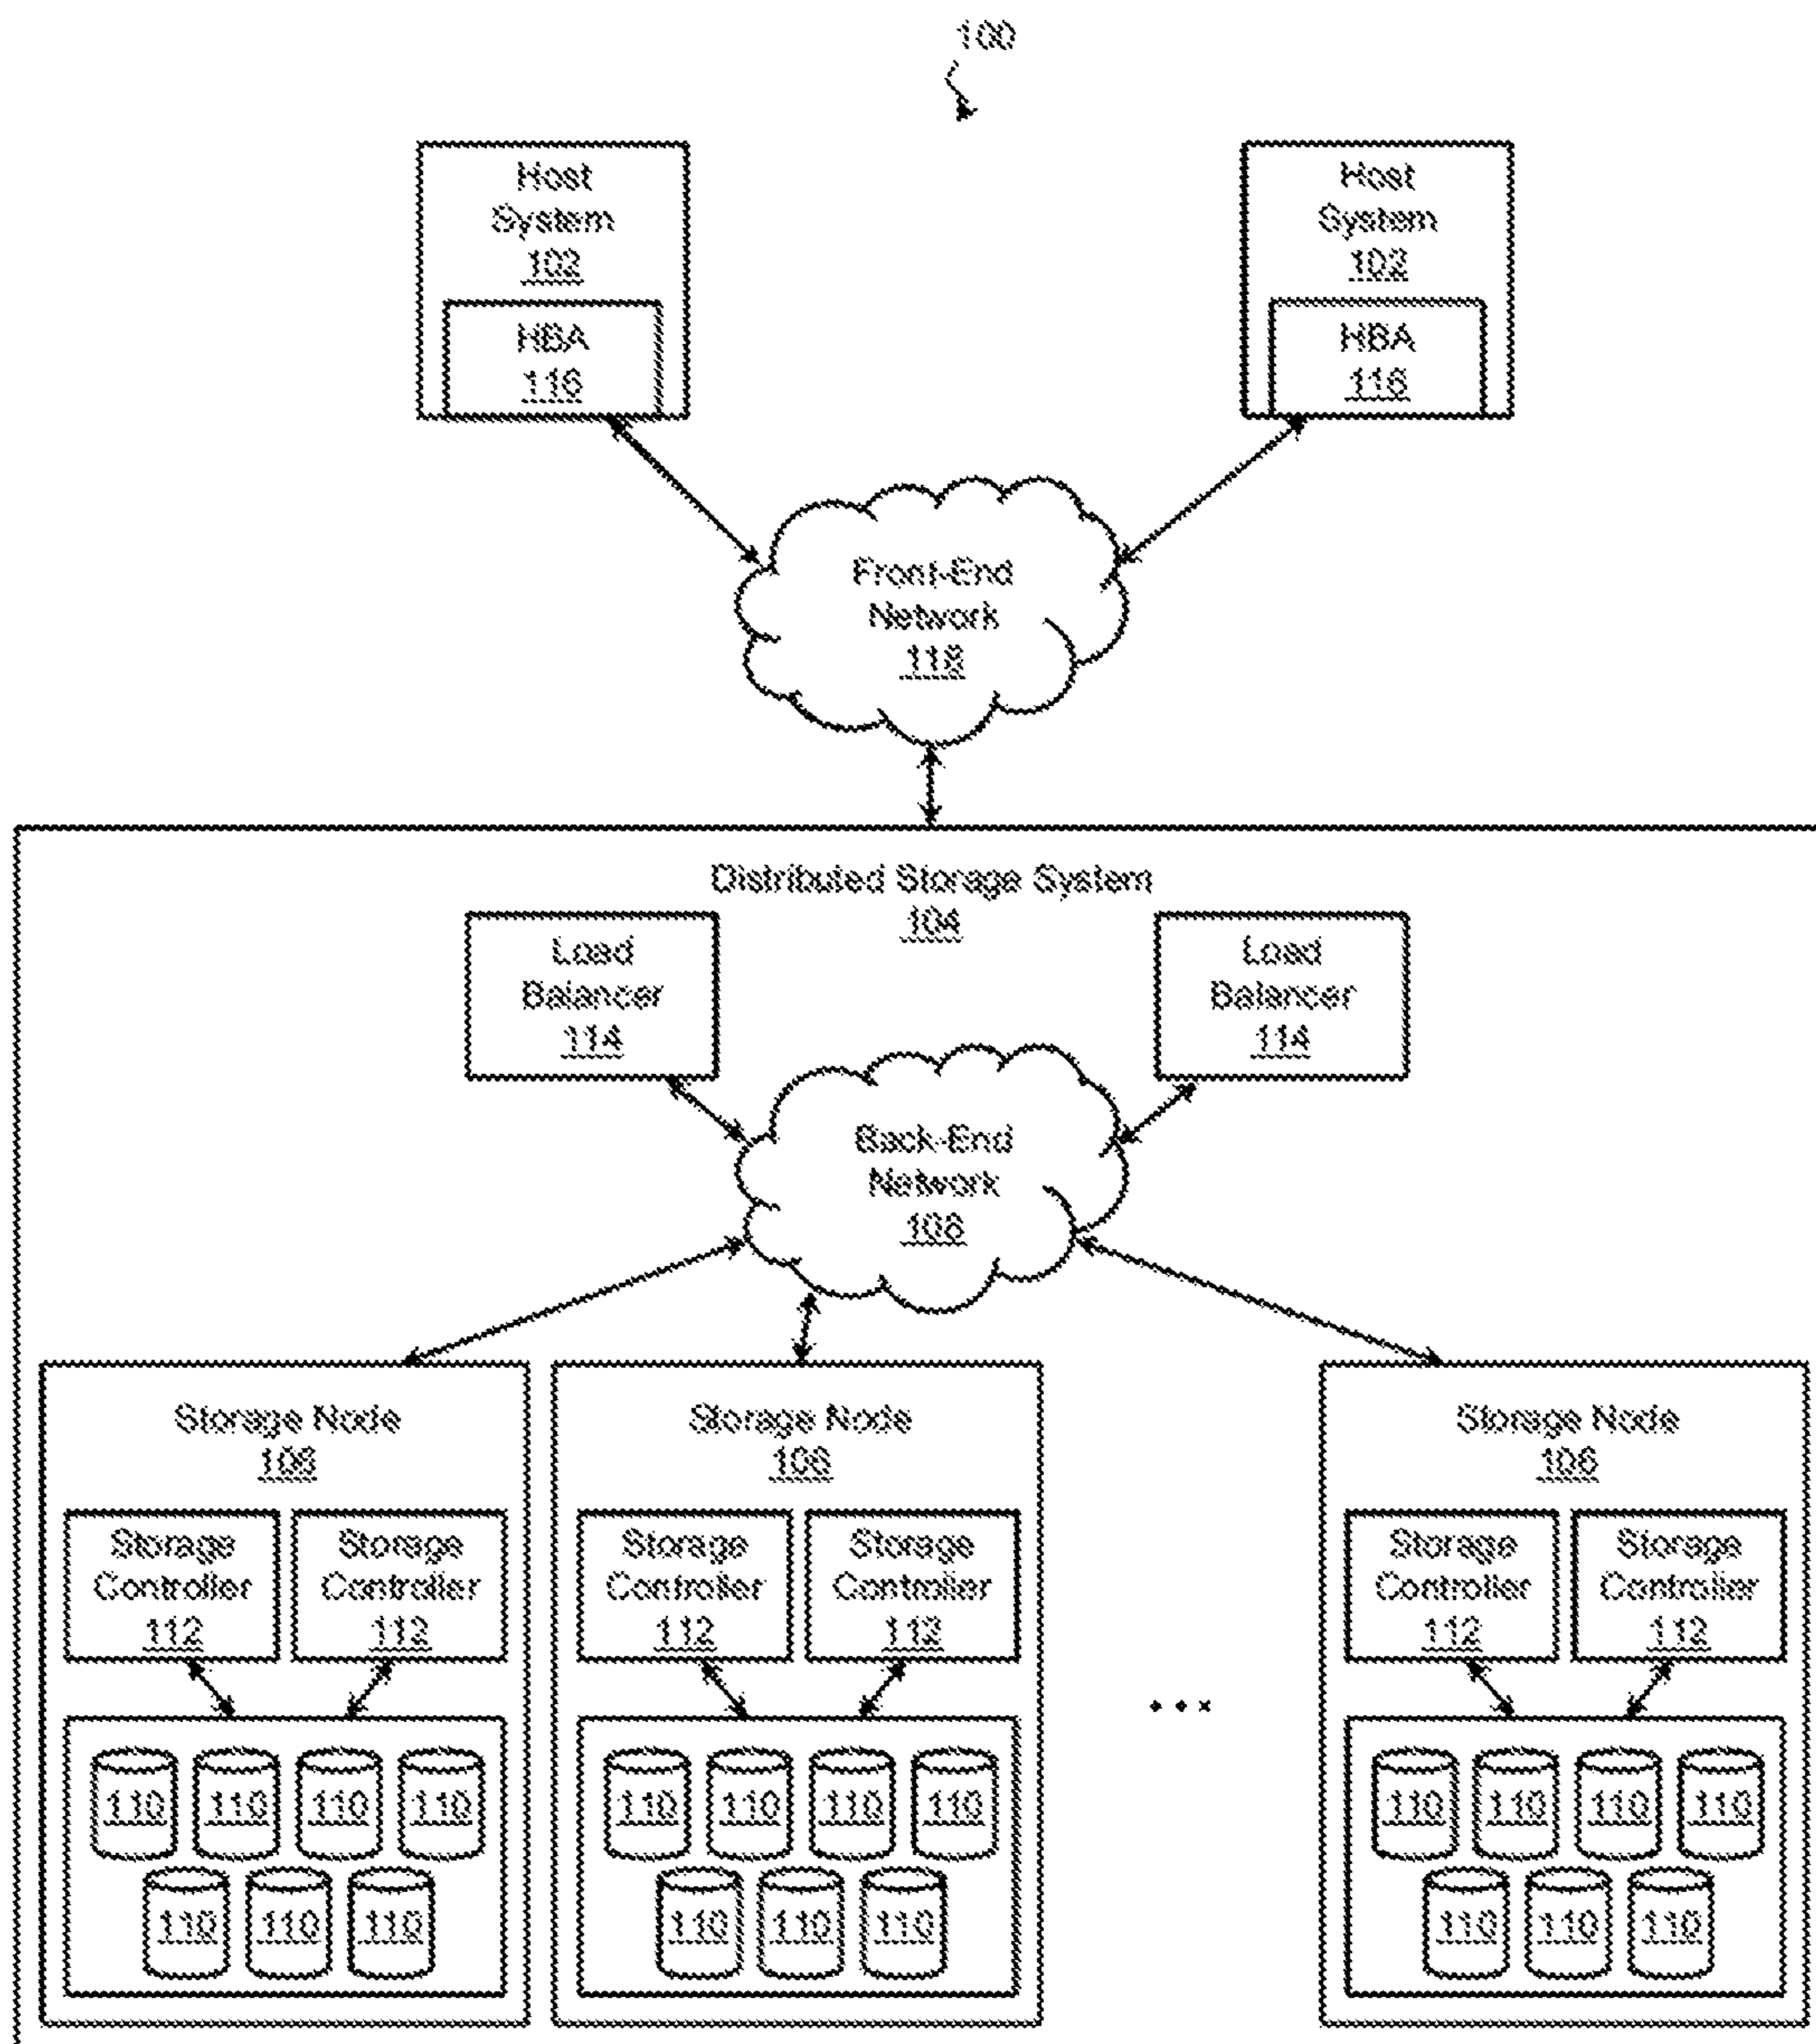 100
Host
System
102
HBA
116
Host
System
102
HBA
116
Front-End
Network
118
Distributed Storage System
104
Load
Balancer
114
Load
Balancer
114
Back-End
Network
108
Storage Node
106
Storage
Controller
112
Storage
Controller
112
110 110 110 110
110 110 110
Storage Node
106
Storage
Controller
112
Storage
Controller
112
110 110 110 110
110 110 110
...
Storage Node
106
Storage
Controller
112
Storage
Controller
112
110 110 110 110
110 110 110